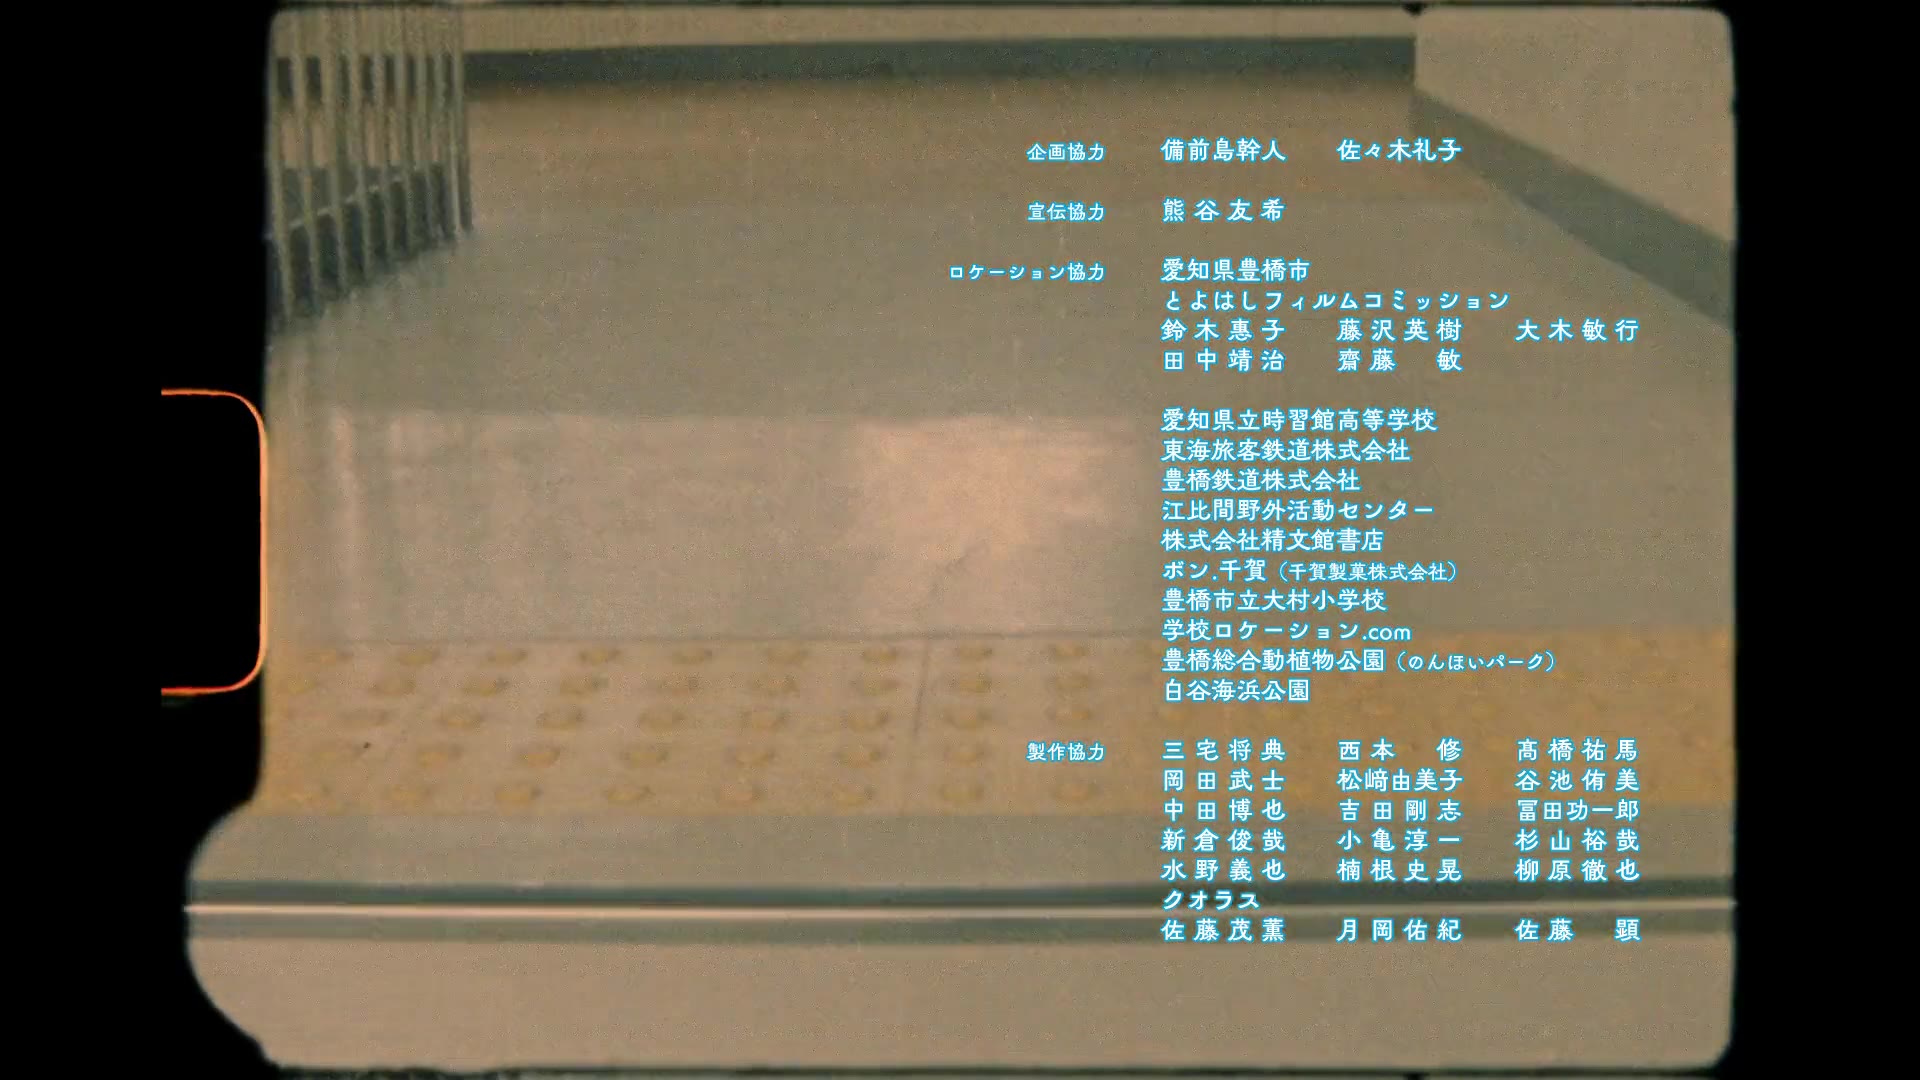 企画協力 備前島幹人 佐々木礼子
宣伝協力 熊谷友希
ロケーション協力 愛知県豊橋市
とよはしフィルムコミッション
鈴木惠子 藤沢英樹 大木敏行
田中靖治 齋藤 敏
愛知県立時習館高等学校
東海旅客鉄道株式会社
豊橋鉄道株式会社
江比間野外活動センター
株式会社精文館書店
ボン.千賀（千賀製菓株式会社）
豊橋市立大村小学校
学校ロケーション.com
豊橋総合動植物公園（のんほいパーク）
白谷海浜公園
製作協力 三宅将典 西本 修 髙橋祐馬
岡田武士 松﨑由美子 谷池侑美
中田博也 吉田剛志 冨田功一郎
新倉俊哉 小亀淳一 杉山裕哉
水野義也 楠根史晃 柳原徹也
クオラス
佐藤茂薫 月岡佑紀 佐藤 顕